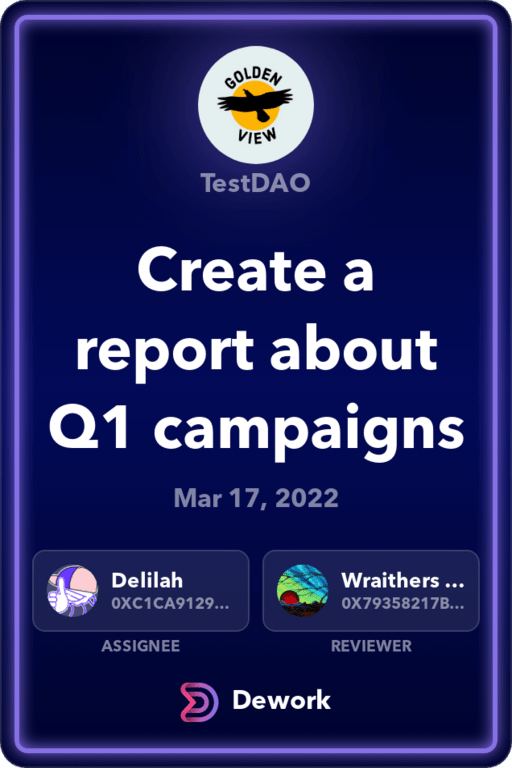 GOLDEN
VIEW
TestDAO
Create a
report about
Q1 campaigns
Mar 17, 2022
Delilah
0XC1CA9129...
ASSIGNEE
Wraithers ...
0X79358217B...
REVIEWER
Dework